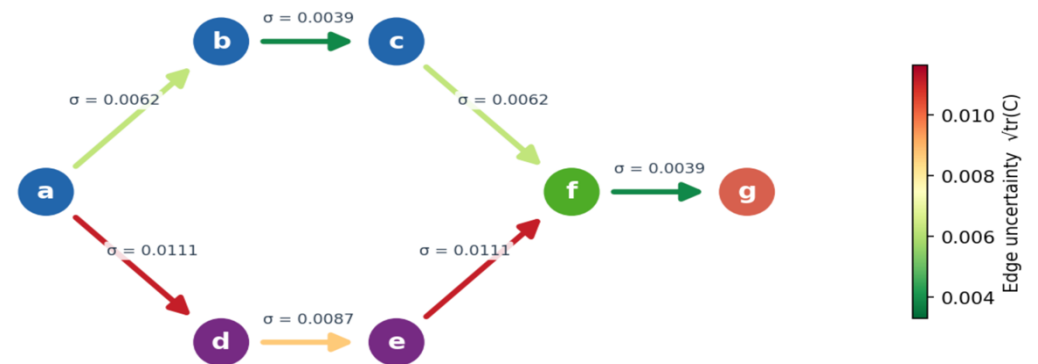 σ = 0.0039
b
c
σ = 0.0062
σ = 0.0062
a
σ = 0.0039
f
g
σ = 0.0111
σ = 0.0111
σ = 0.0087
d
e
0.010
0.008
0.006
0.004
Edge uncertainty √tr(C)